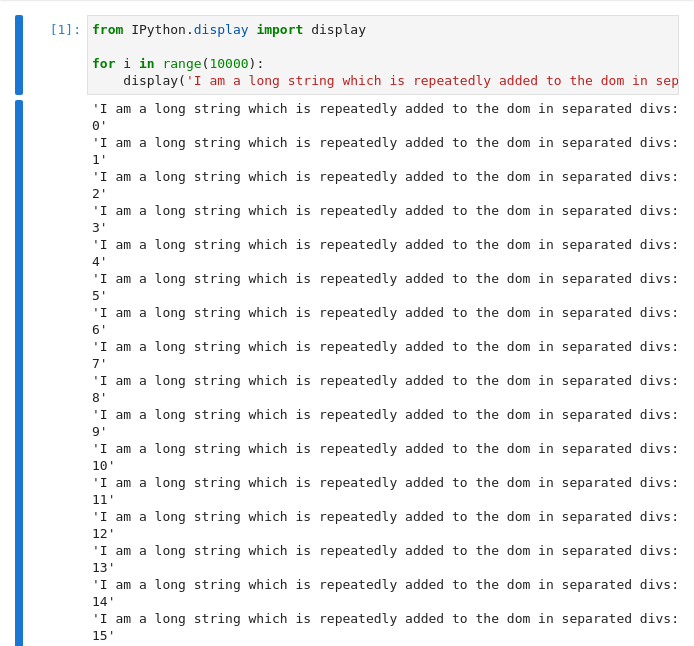 [1]: from IPython.display import display
for i in range(10000):
display('I am a long string which is repeatedly added to the dom in sep
'I am a long string which is repeatedly added to the dom in separated divs:
0'
'I am a long string which is repeatedly added to the dom in separated divs:
1'
'I am a long string which is repeatedly added to the dom in separated divs:
2'
'I am a long string which is repeatedly added to the dom in separated divs:
3'
'I am a long string which is repeatedly added to the dom in separated divs:
4'
'I am a long string which is repeatedly added to the dom in separated divs:
5'
'I am a long string which is repeatedly added to the dom in separated divs:
6'
'I am a long string which is repeatedly added to the dom in separated divs:
7'
'I am a long string which is repeatedly added to the dom in separated divs:
8'
'I am a long string which is repeatedly added to the dom in separated divs:
9'
'I am a long string which is repeatedly added to the dom in separated divs:
10'
'I am a long string which is repeatedly added to the dom in separated divs:
11'
'I am a long string which is repeatedly added to the dom in separated divs:
12'
'I am a long string which is repeatedly added to the dom in separated divs:
13'
'I am a long string which is repeatedly added to the dom in separated divs:
14'
'I am a long string which is repeatedly added to the dom in separated divs:
15'